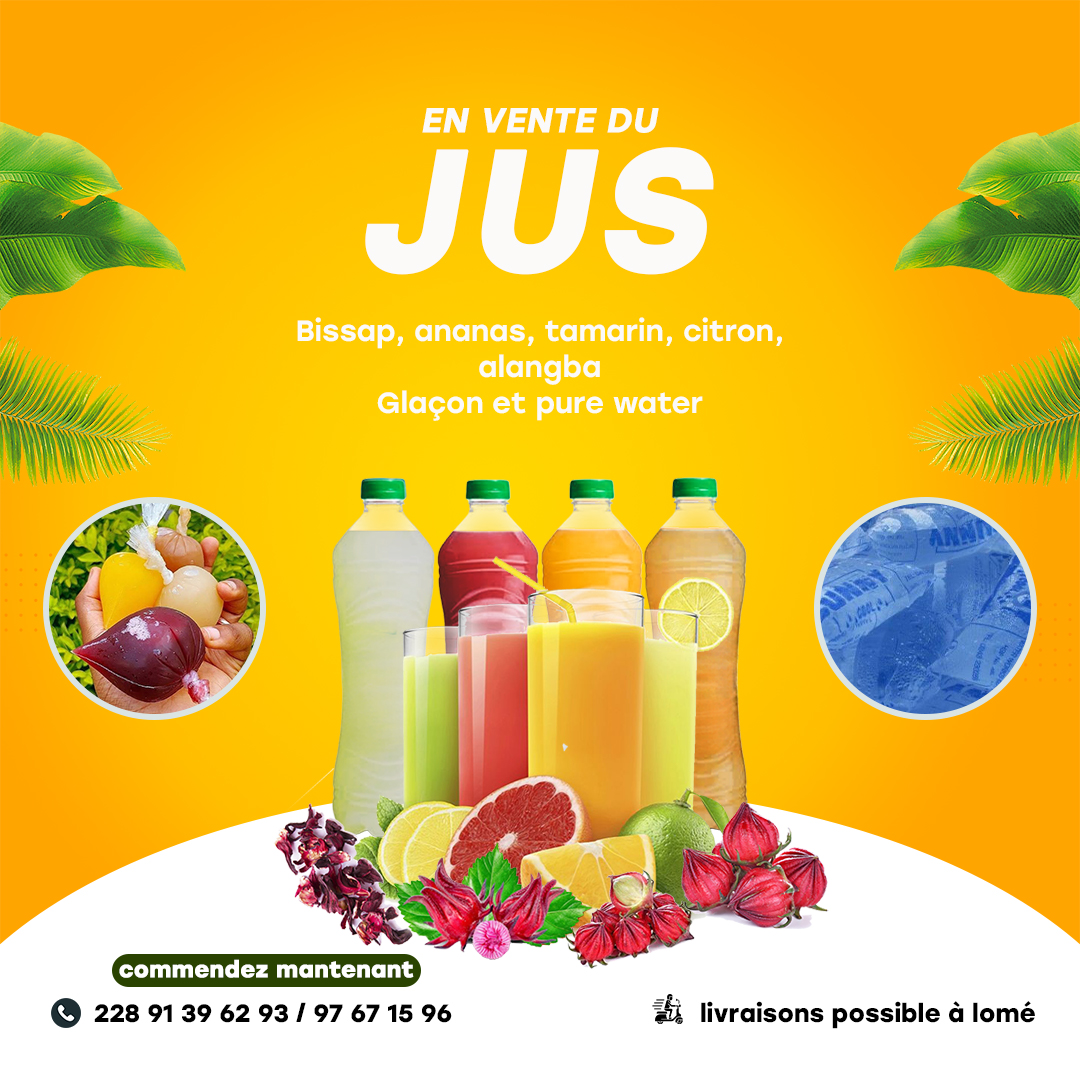 EN VENTE DU
JUS
Bissap, ananas, tamarin, citron,
alangba
Glaçon et pure water
commendez mantenant
228 91 39 62 93 / 97 67 15 96
livraisons possible à lomé